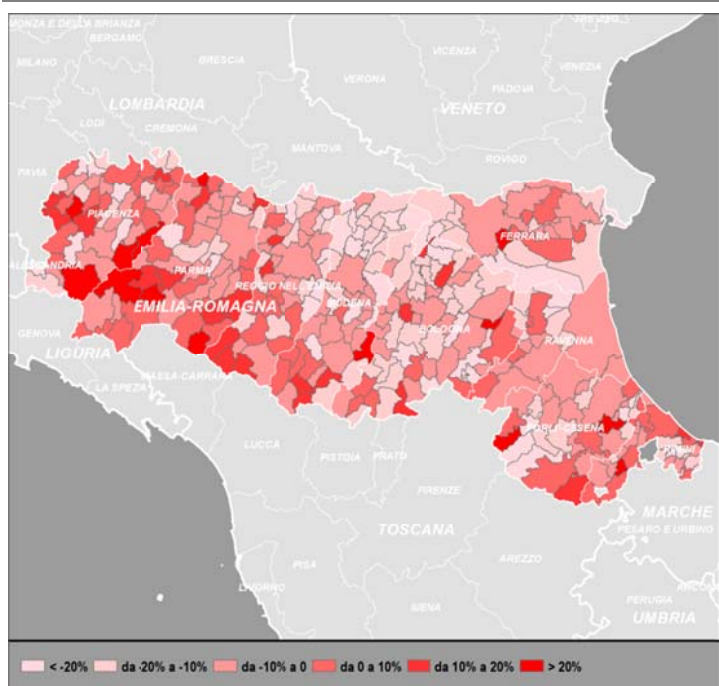 MONZA E DELLA BRIANZA
BERGAMO
TREVISO
MILANO
BRESCIA
VICENZA
VENEZIA
VERONA
PADOVA
LOMBARDIA
VENETO
LODI
CREMONA
MANTOVA
PAVIA
ROVIGO
PIACENZA
FERRARA
ALESSANDRIA
PARMA
REGGIO NELL'EMILIA
EMILIA-ROMAGNA
MODENA
BOLOGNA
GENOVA
RAVENNA
LIGURIA
MASSA-CARRARA
LA SPEZIA
FORLI'-CESENA
LUCCA
RIMINI
PISTOIA
PRATO
FIRENZE
MARCHE
PESARO E URBINO
TOSCANA
PISA
AREZZO
LIVORNO
ANCONA
SIENA
PERUGIA
UMBRIA
< -20% da -20% a -10% da -10% a 0 da 0 a 10% da 10% a 20% > 20%